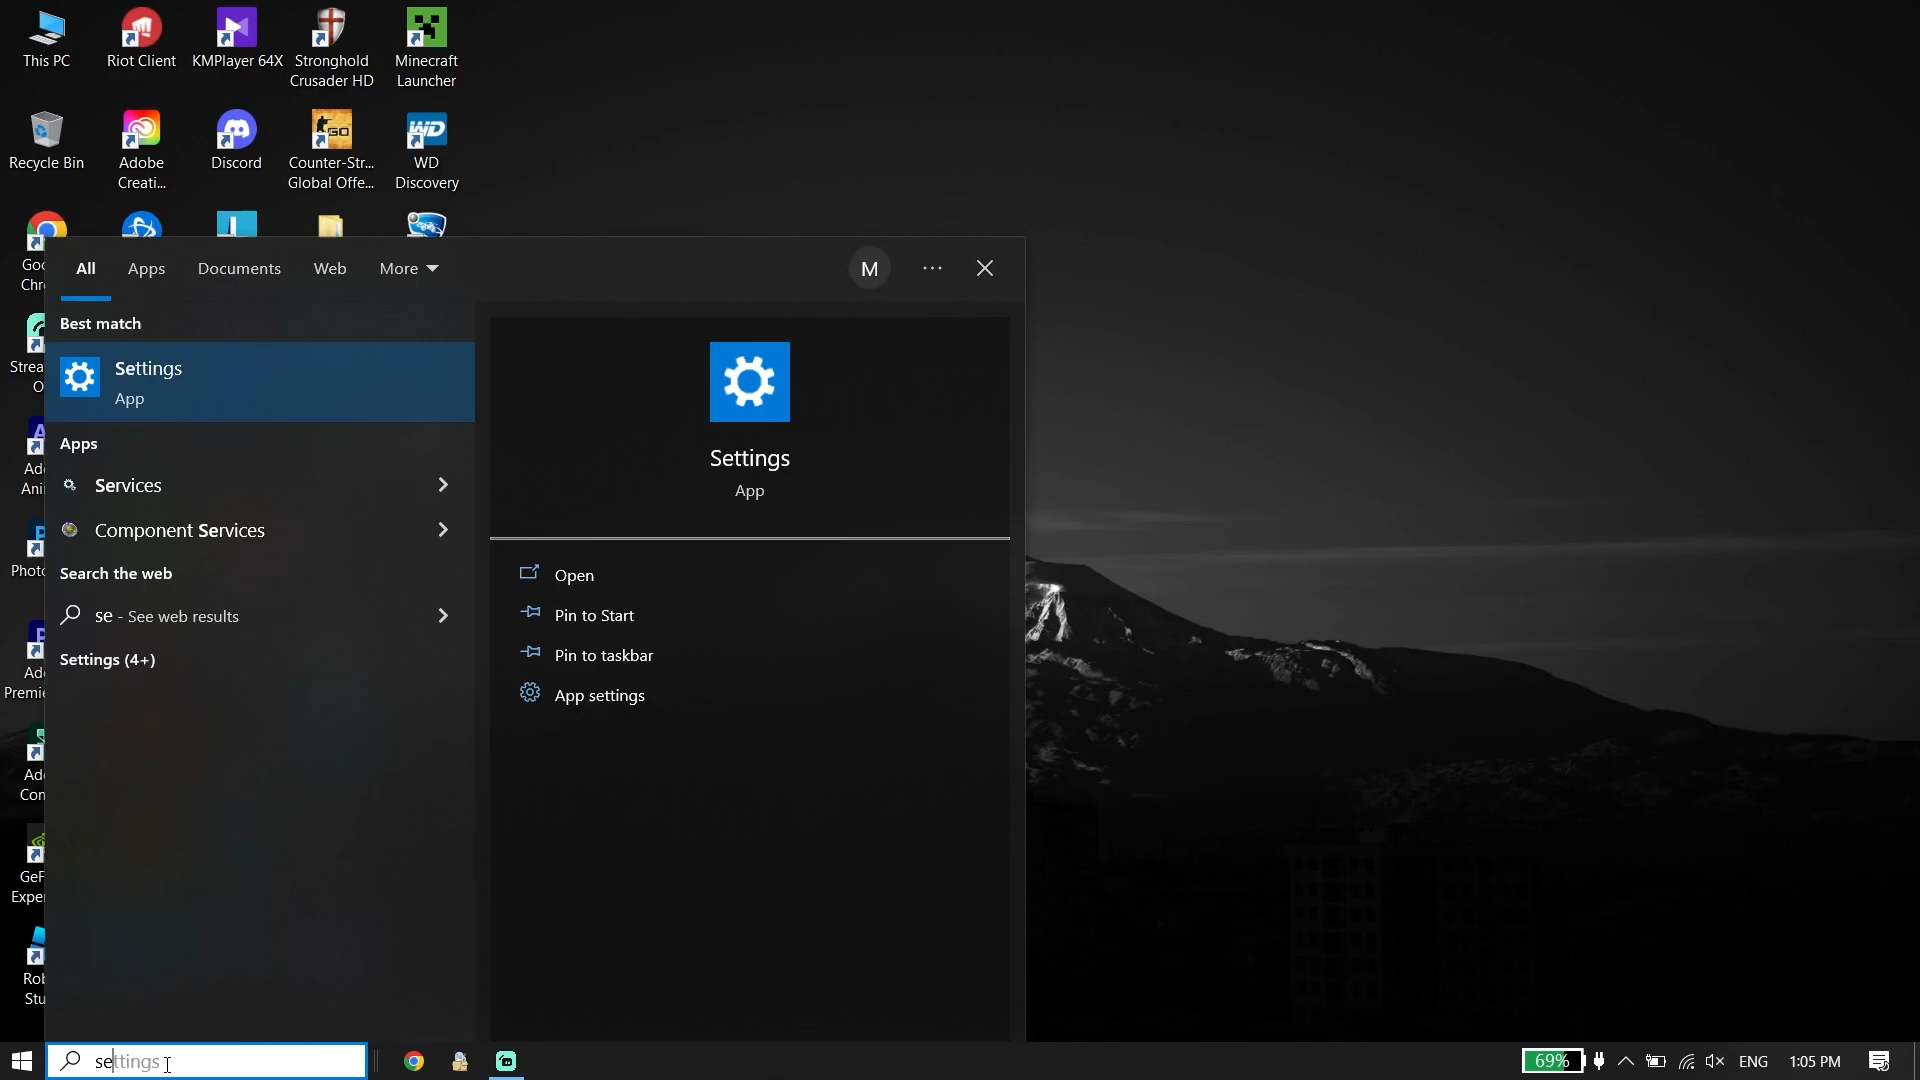 This PC
Riot Client
KMPlayer 64X
Stronghold
Crusader HD
Minecraft
Launcher
Recycle Bin
Adobe
Creati...
Discord
Counter-Str...
Global Offe...
WD
Discovery
GO
WD
Goo
Chr
Strea
O
Ado
Ani
Photo
Ado
Premie
Ado
Con
GeF
Exper
Rob
Stu
All
Apps
Documents
Web
More
M
Best match
Settings
App
Apps
Services
Component Services
Search the web
se - See web results
Settings (4+)
Settings
App
Open
Pin to Start
Pin to taskbar
App settings
settings
69%
ENG
1:05 PM